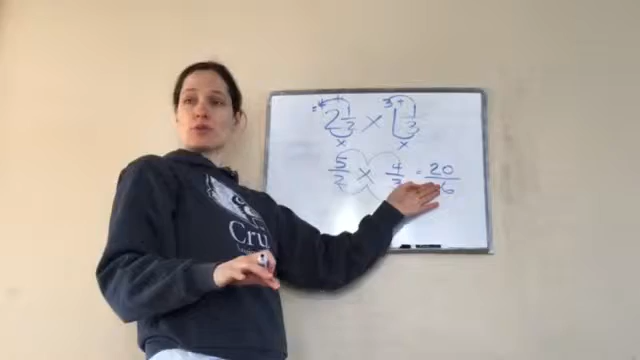 2 1/2 × 1 1/3
× ×
5/2 × 4/3 = 20/6
Cru